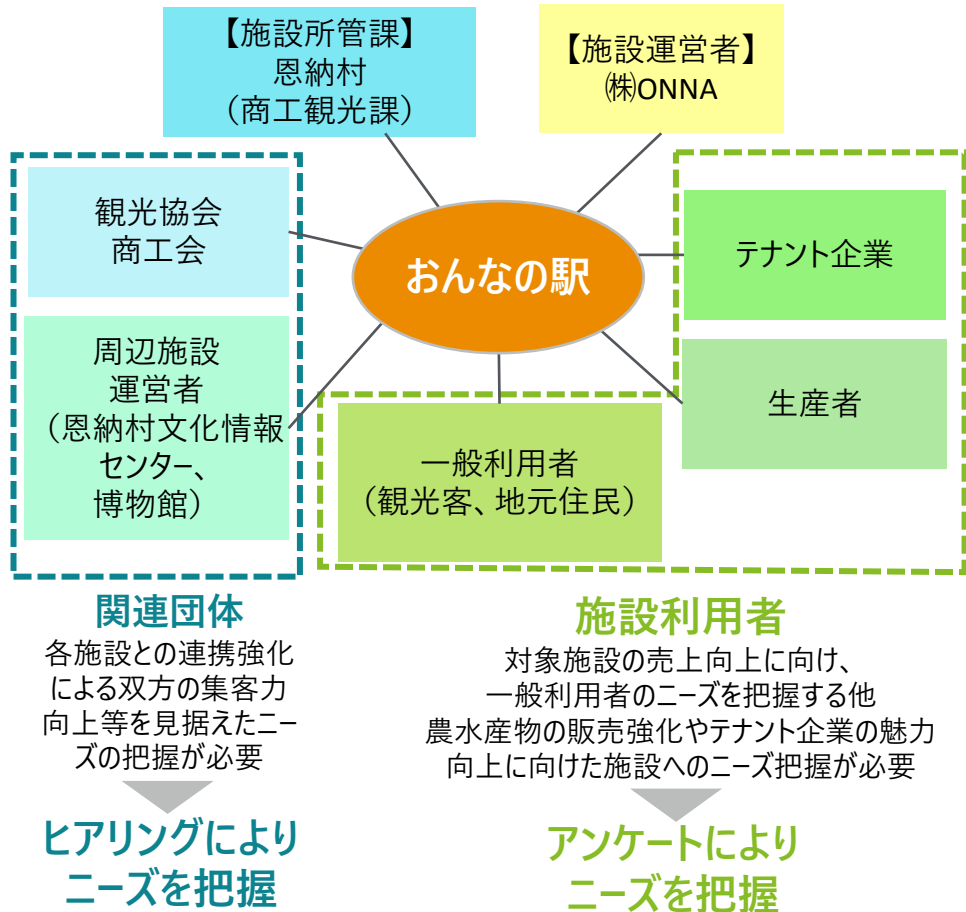 【施設所管課】
恩納村
（商工観光課）
【施設運営者】
㈱ONNA
観光協会
商工会
おんなの駅
テナント企業
周辺施設
運営者
（恩納村文化情報
センター、
博物館）
生産者
一般利用者
（観光客、地元住民）
関連団体
各施設との連携強化
による双方の集客力
向上等を見据えたニー
ズの把握が必要
ヒアリングにより
ニーズを把握
施設利用者
対象施設の売上向上に向け、
一般利用者のニーズを把握する他
農水産物の販売強化やテナント企業の魅力
向上に向けた施設へのニーズ把握が必要
アンケートにより
ニーズを把握